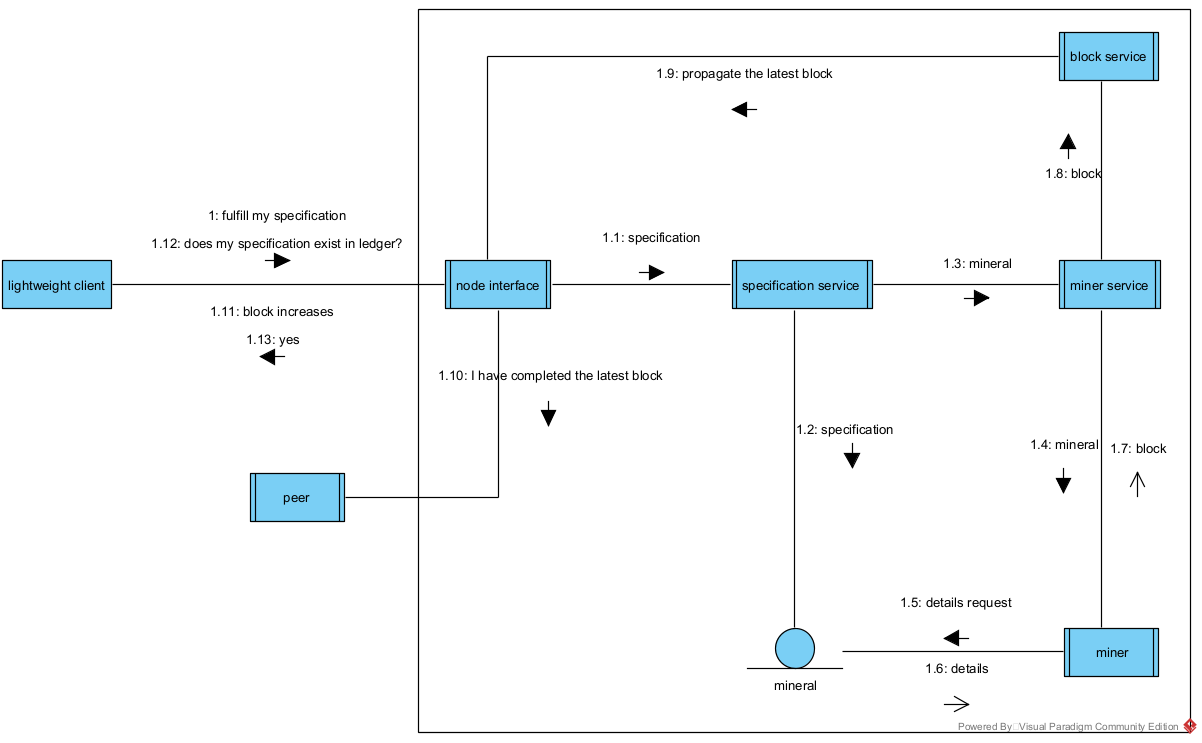 block service
1.9: propagate the latest block
1.8: block
1: fulfill my specification
1.12: does my specification exist in ledger?
1.1: specification
1.3: mineral
lightweight client
node interface
specification service
miner service
1.11: block increases
1.13: yes
1.10: I have completed the latest block
1.2: specification
1.4: mineral
1.7: block
peer
1.5: details request
miner
1.6: details
mineral
Powered By Visual Paradigm Community Edition